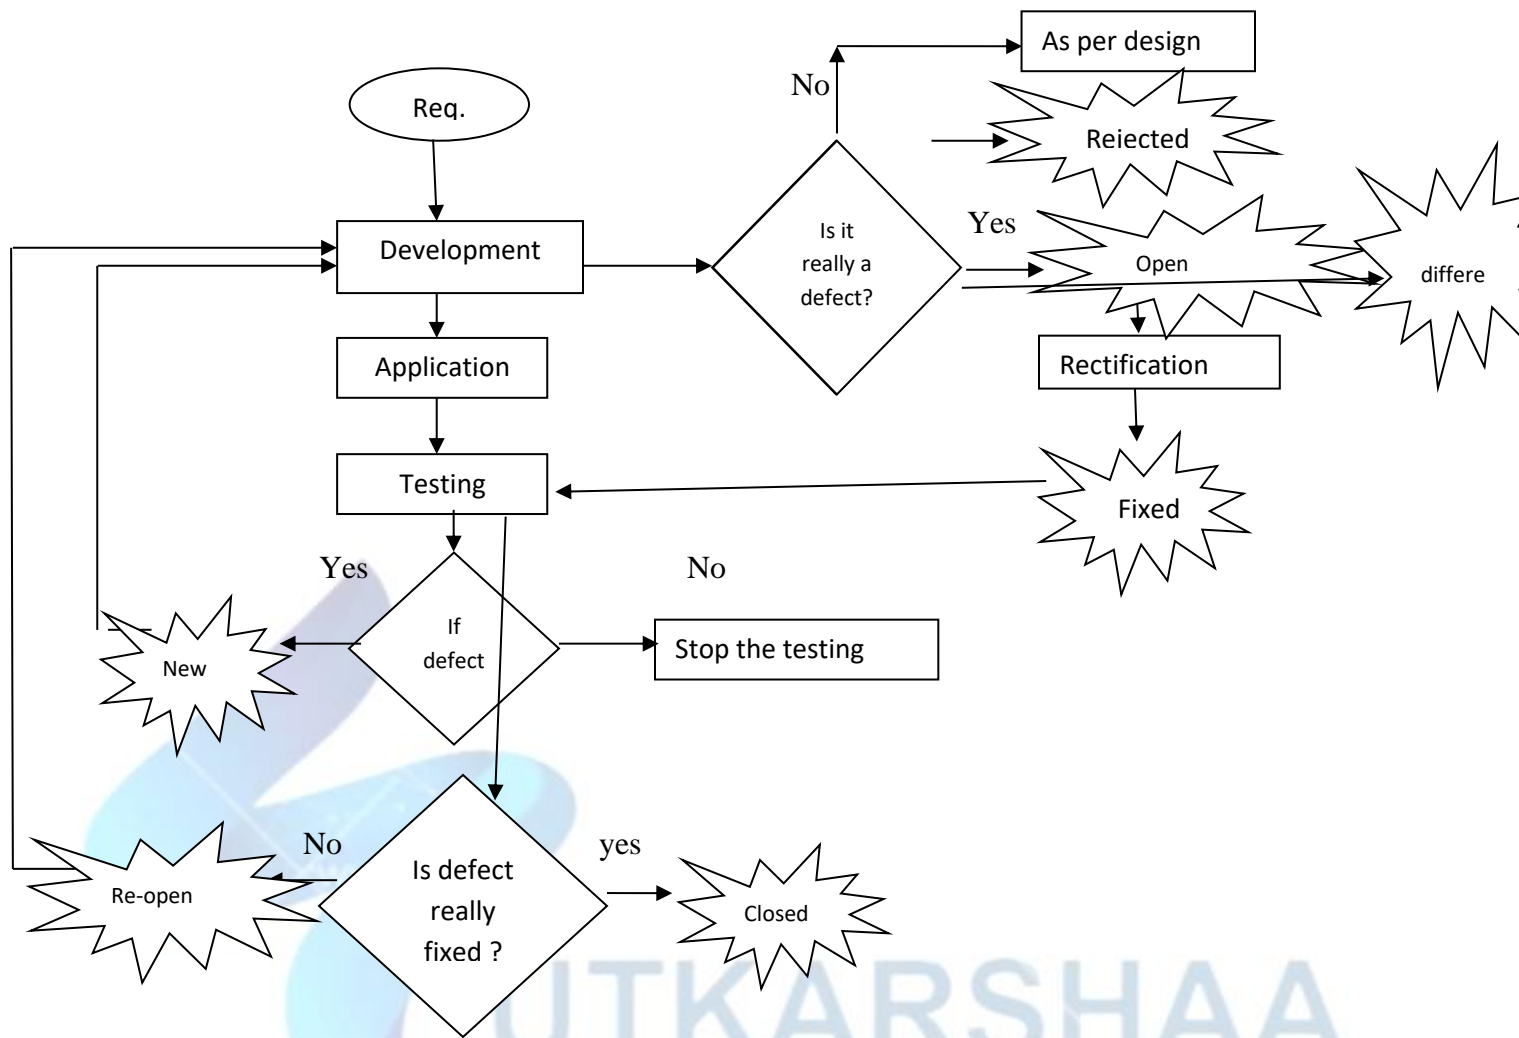 As per design
No
Req.
Rejected
Yes
Development
Is it
really a
defect?
Open
differe
Application
Rectification
Testing
Fixed
Yes
No
If
defect
Stop the testing
New
No
yes
Re-open
Is defect
really
fixed ?
Closed
UTKARSHAA